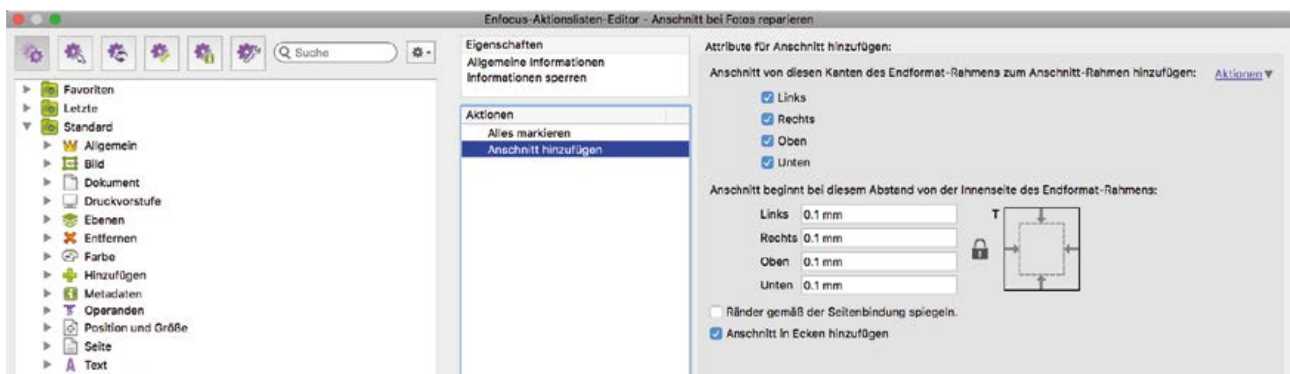 Enfocus-Aktionslisten-Editor - Anschnitt bei Fotos reparieren
Suche
Favoriten
Letzte
Standard
Allgemein
Bild
Dokument
Druckvorstufe
Ebenen
Entfernen
Farbe
Hinzufügen
Metadaten
Operanden
Position und Größe
Seite
Text
Eigenschaften
Allgemeine Informationen
Informationen sperren
Aktionen
Alles markieren
Anschnitt hinzufügen
Attribute für Anschnitt hinzufügen:
Anschnitt von diesen Kanten des Endformat-Rahmens zum Anschnitt-Rahmen hinzufügen: Aktionen
Links
Rechts
Oben
Unten
Anschnitt beginnt bei diesem Abstand von der Innenseite des Endformat-Rahmens:
Links 0.1 mm
Rechts 0.1 mm
Oben 0.1 mm
Unten 0.1 mm
T
Ränder gemäß der Seitenbindung spiegeln.
Anschnitt in Ecken hinzufügen